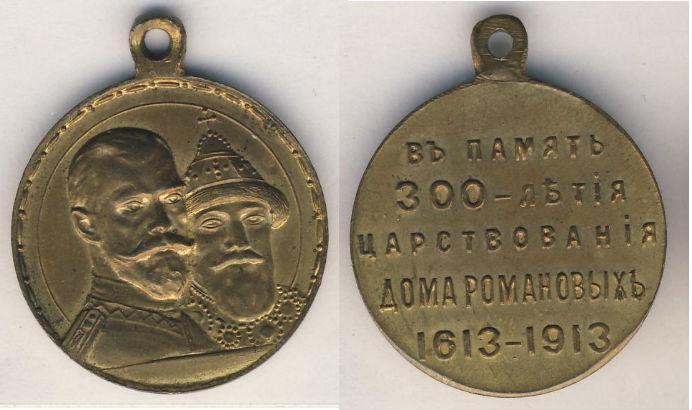 ВЪ ПАМЯТЬ
300-ЛѢТІЯ
ЦАРСТВОВАНІЯ
ДОМА РОМАНОВЫХЪ
1613-1913